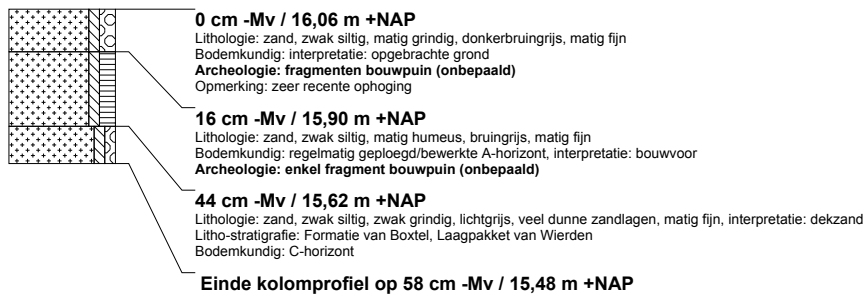 0 cm -Mv / 16,06 m +NAP
Lithologie: zand, zwak siltig, matig grindig, donkerbruingrijs, matig fijn
Bodemkundig: interpretatie: opgebrachte grond
Archeologie: fragmenten bouwpuin (onbepaald)
Opmerking: zeer recente ophoging
16 cm -Mv / 15,90 m +NAP
Lithologie: zand, zwak siltig, matig humeus, bruingrijs, matig fijn
Bodemkundig: regelmatig geploegd/bewerkte A-horizont, interpretatie: bouwvoor
Archeologie: enkel fragment bouwpuin (onbepaald)
44 cm -Mv / 15,62 m +NAP
Lithologie: zand, zwak siltig, zwak grindig, lichtgrijs, veel dunne zandlagen, matig fijn, interpretatie: dekzand
Litho-stratigrafie: Formatie van Boxtel, Laagpakket van Wierden
Bodemkundig: C-horizont
Einde kolomprofiel op 58 cm -Mv / 15,48 m +NAP